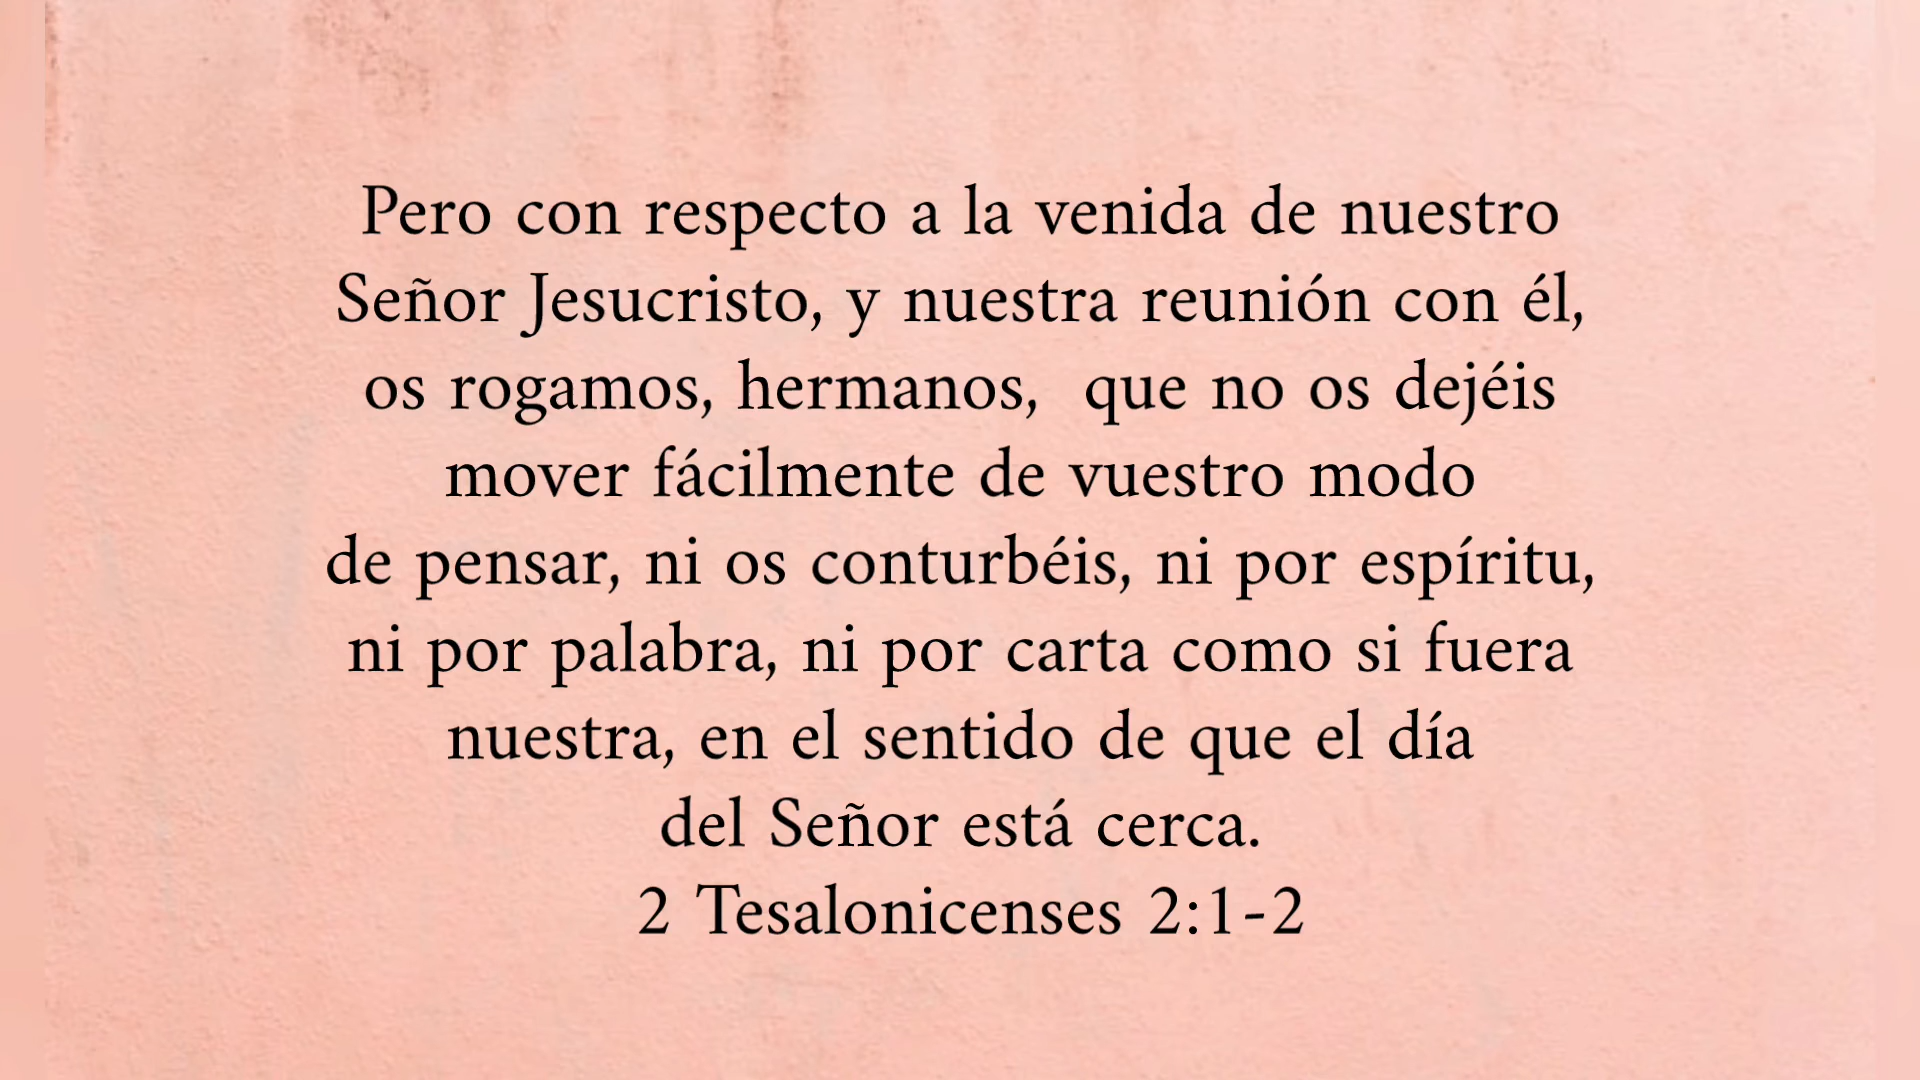 Pero con respecto a la venida de nuestro
Señor Jesucristo, y nuestra reunión con él,
os rogamos, hermanos,  que no os dejéis
mover fácilmente de vuestro modo
de pensar, ni os conturbéis, ni por espíritu,
ni por palabra, ni por carta como si fuera
nuestra, en el sentido de que el día
del Señor está cerca.
2 Tesalonicenses 2:1-2